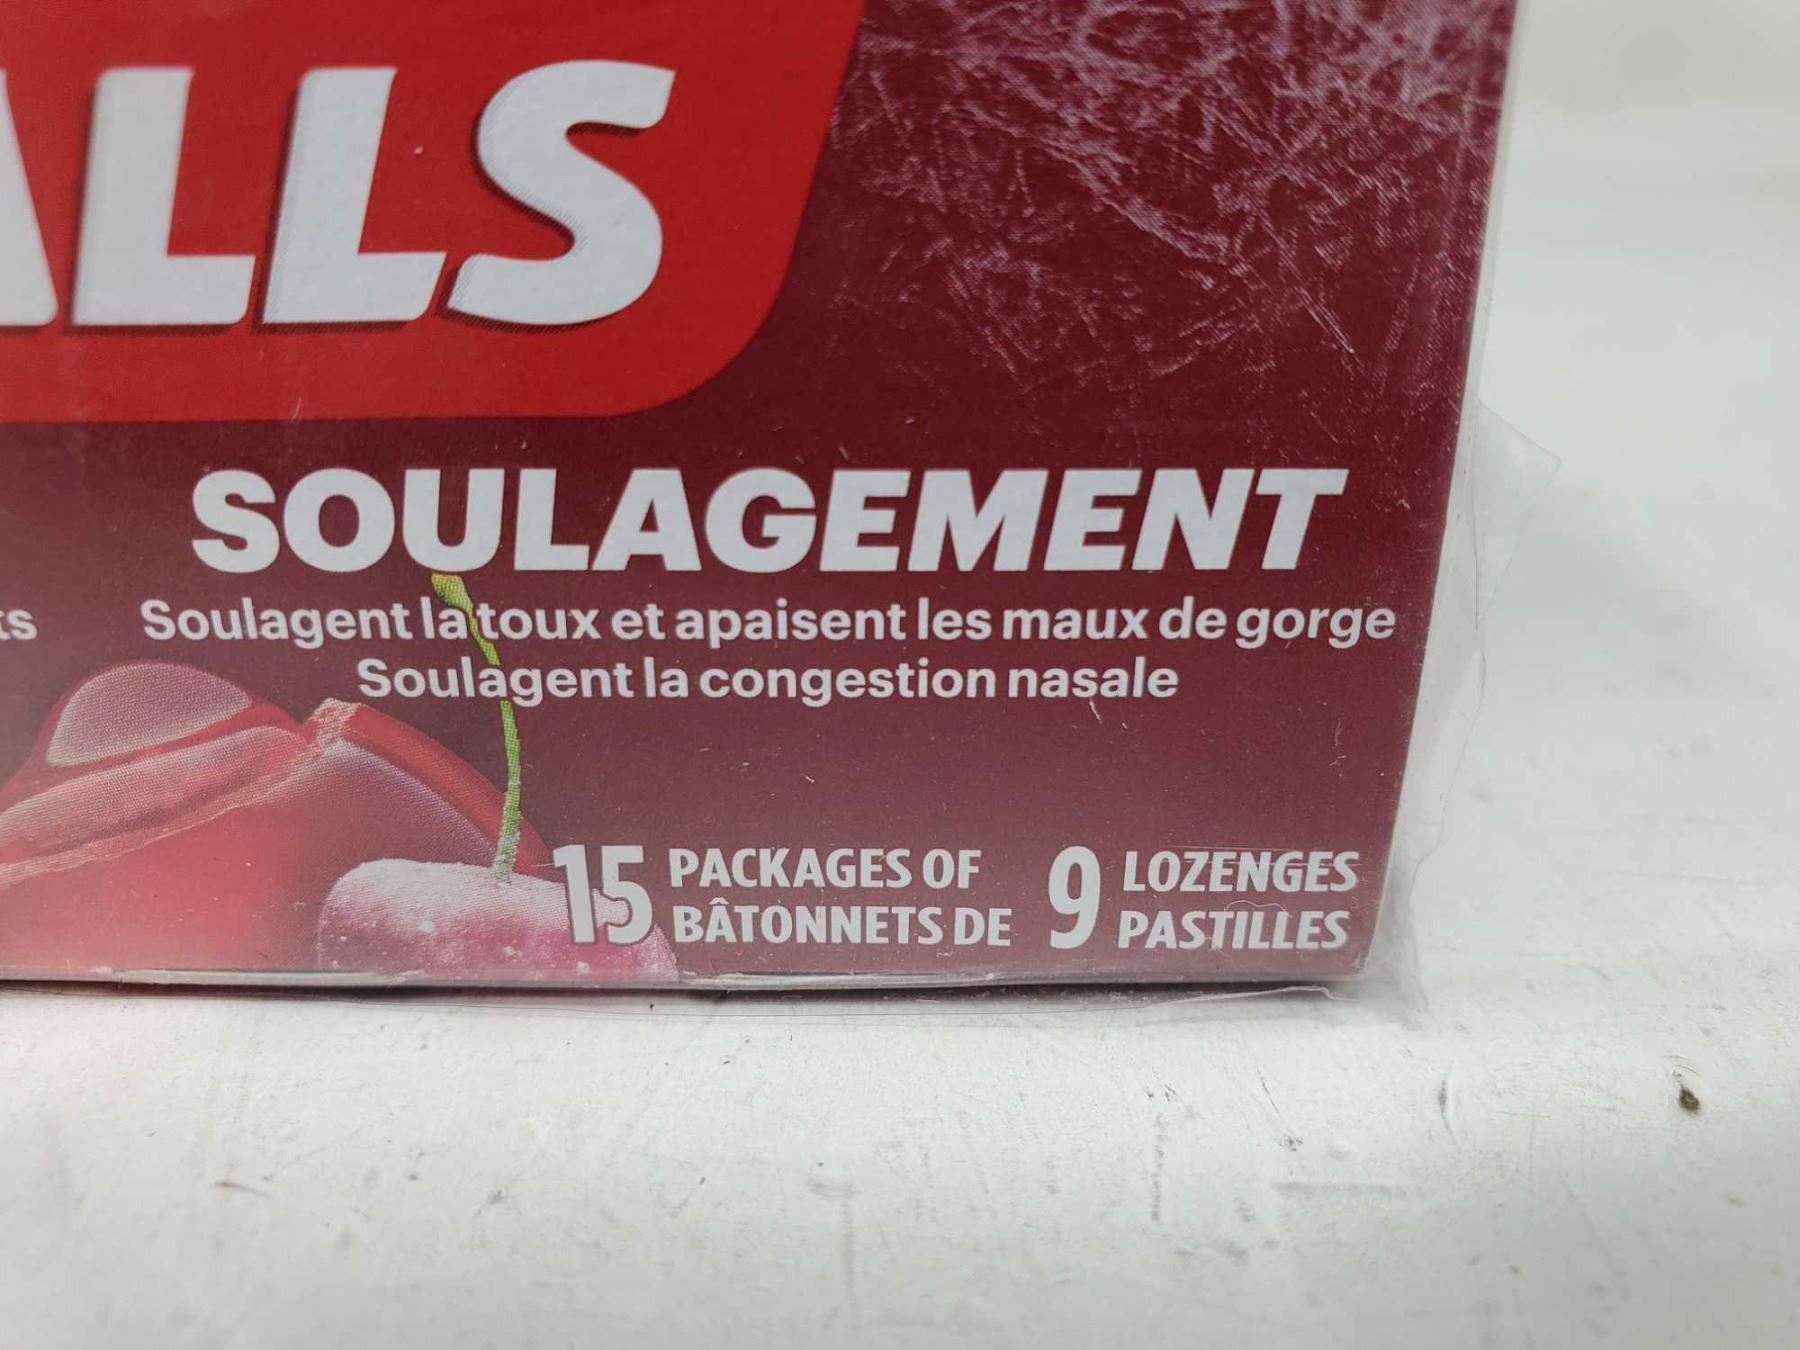 ALLS
SOULAGEMENT
ts
Soulagent la toux et apaisent les maux de gorge
Soulagent la congestion nasale
15 PACKAGES OF 9 LOZENGES
BÂTONNETS DE PASTILLES